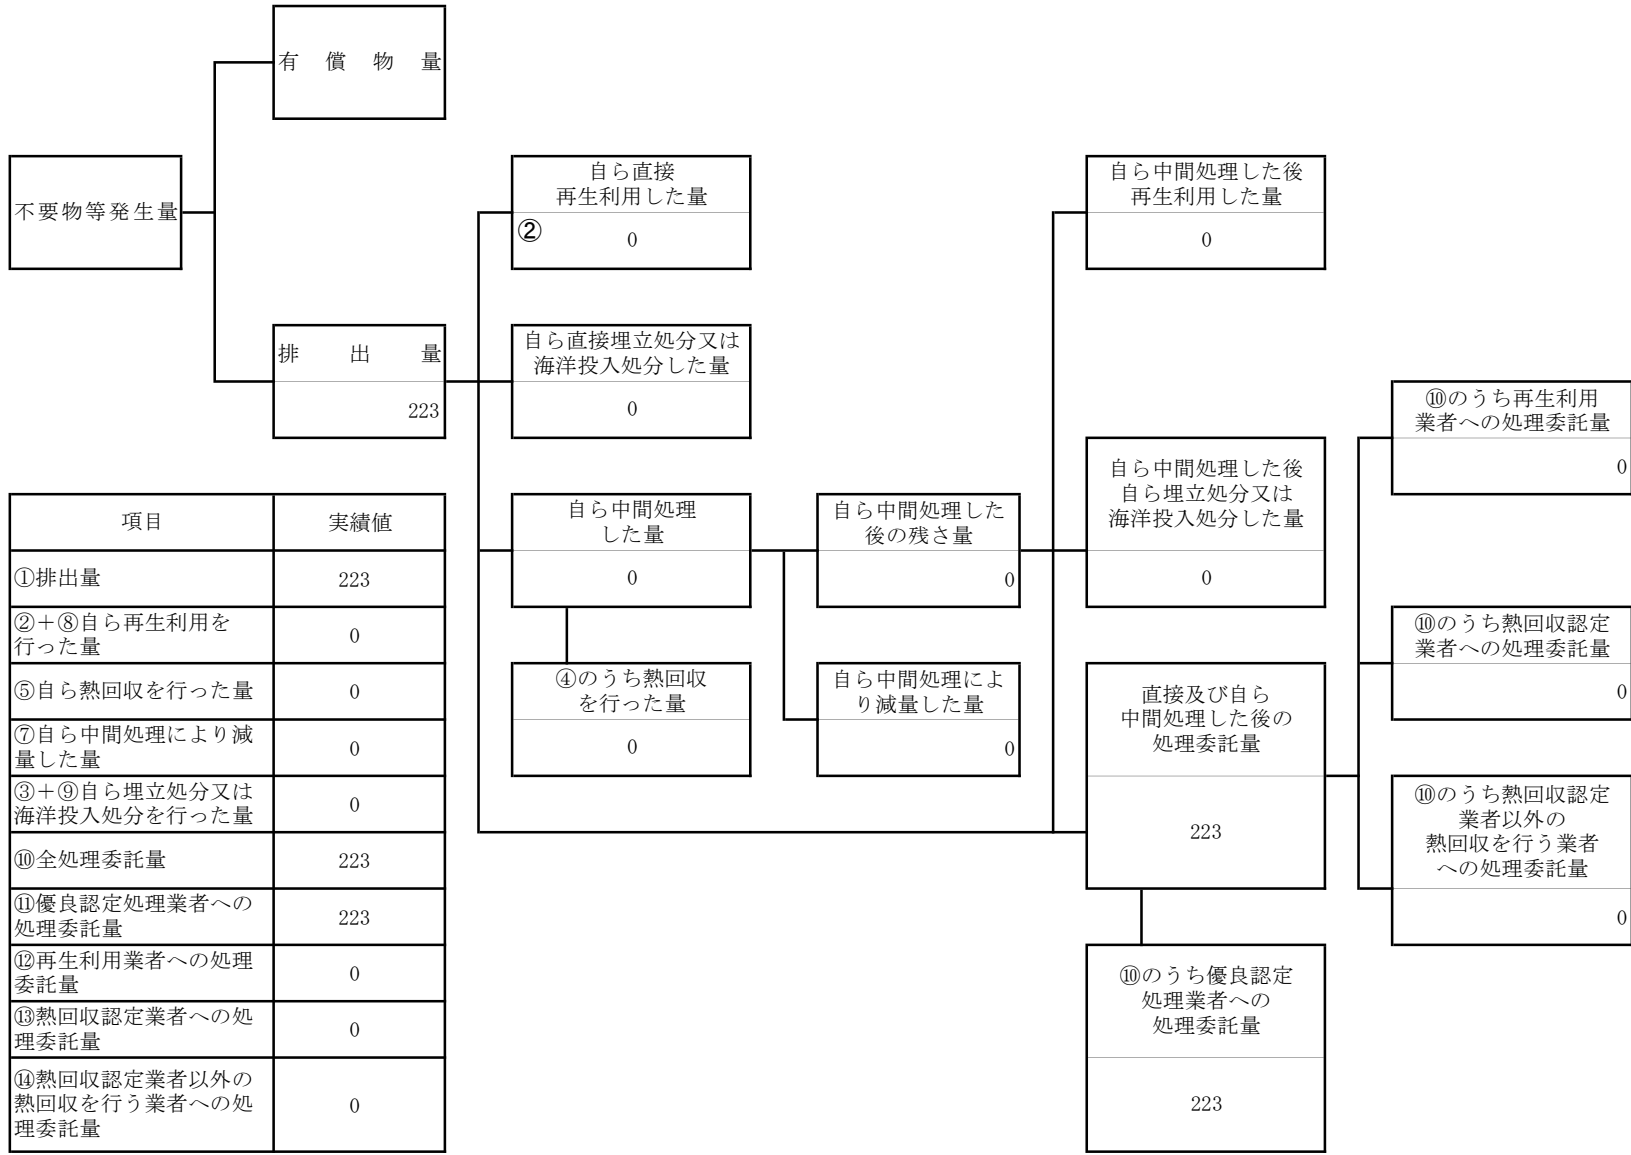 有償物量
不要物等発生量
自ら直接
再生利用した量
②
0
自ら中間処理した後
再生利用した量
0
排出量
223
自ら直接埋立処分又は
海洋投入処分した量
0
⑩のうち再生利用
業者への処理委託量
0
自ら中間処理
した量
0
自ら中間処理した
後の残さ量
0
自ら中間処理した後
自ら埋立処分又は
海洋投入処分した量
0
⑩のうち熱回収認定
業者への処理委託量
0
④のうち熱回収
を行った量
0
自ら中間処理によ
り減量した量
0
直接及び自ら
中間処理した後の
処理委託量
223
⑩のうち熱回収認定
業者以外の
熱回収を行う業者
への処理委託量
0
⑩のうち優良認定
処理業者への
処理委託量
223
項目 実績値
①排出量 223
②＋⑧自ら再生利用を
行った量 0
⑤自ら熱回収を行った量 0
⑦自ら中間処理により減
量した量 0
③＋⑨自ら埋立処分又は
海洋投入処分を行った量 0
⑩全処理委託量 223
⑪優良認定処理業者への
処理委託量 223
⑫再生利用業者への処理
委託量 0
⑬熱回収認定業者への処
理委託量 0
⑭熱回収認定業者以外の
熱回収を行う業者への処
理委託量 0